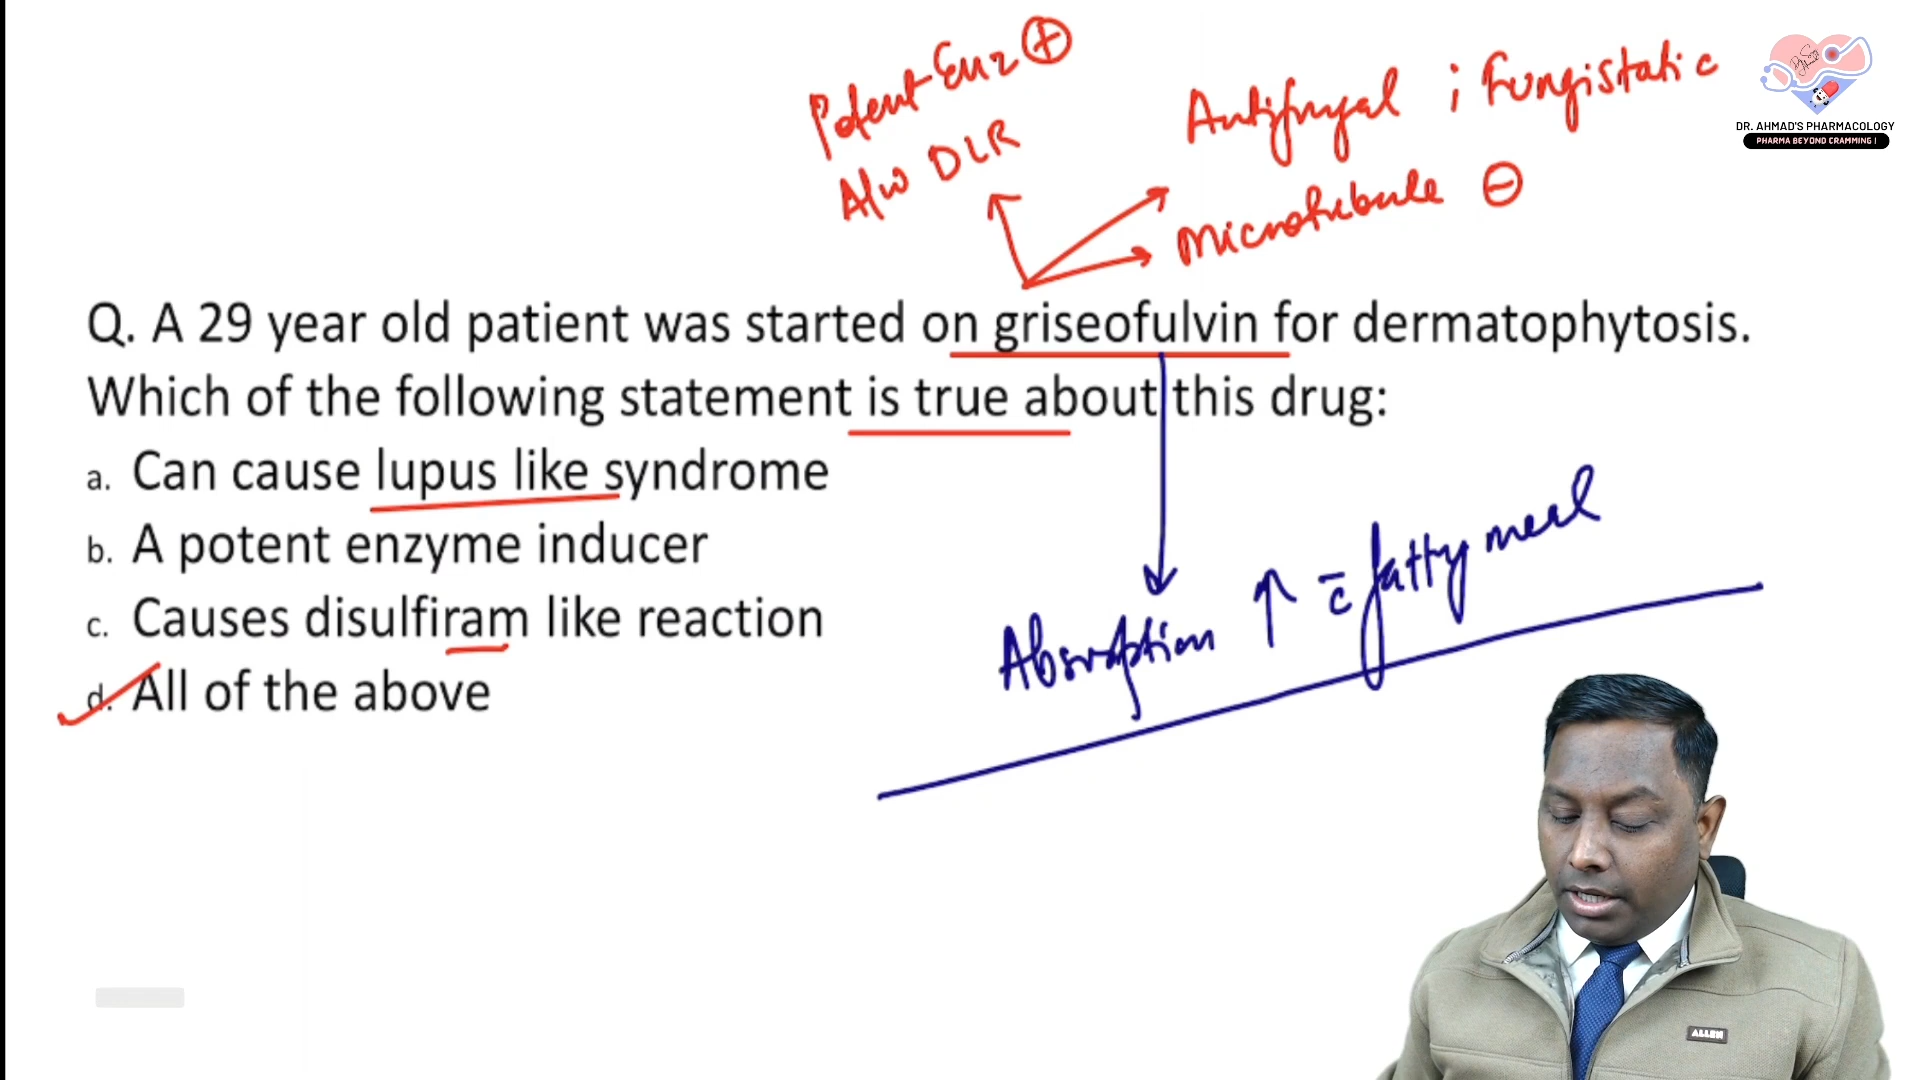 Potent Enz ⊕
A/w DLR
Antifungal ; Fungistatic
Microtubule ⊖
DR. AHMAD'S PHARMACOLOGY
PHARMA BEYOND CRAMMING !
Q. A 29 year old patient was started on griseofulvin for dermatophytosis.
Which of the following statement is true about this drug:
a. Can cause lupus like syndrome
b. A potent enzyme inducer
c. Causes disulfiram like reaction
d. All of the above
Absorption ↑ c̄ fatty meal
ALLEN